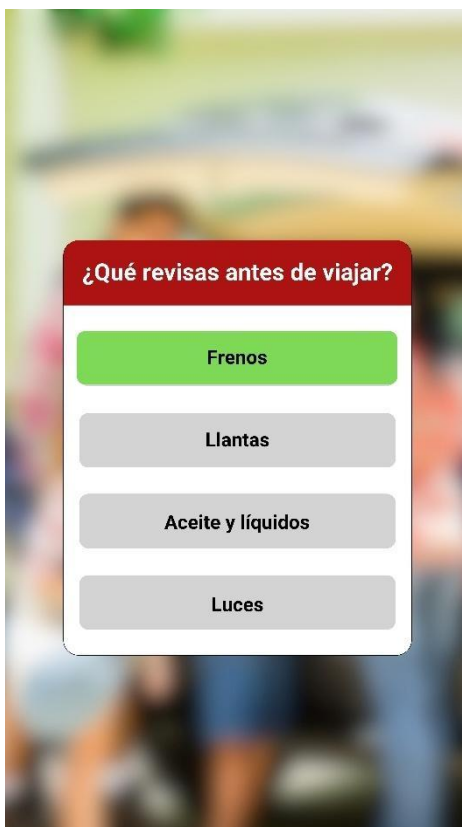 ¿Qué revisas antes de viajar?
Frenos
Llantas
Aceite y líquidos
Luces